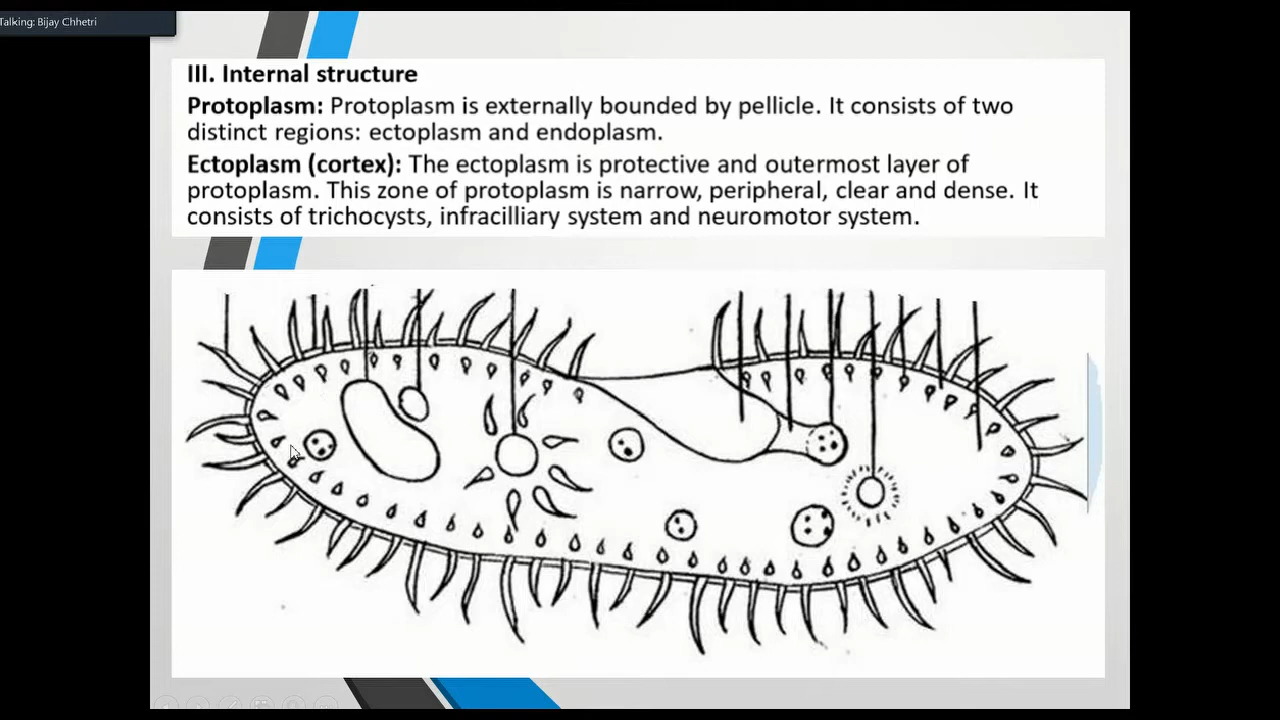 Talking: Bijay Chhetri
III. Internal structure
Protoplasm: Protoplasm is externally bounded by pellicle. It consists of two
distinct regions: ectoplasm and endoplasm.
Ectoplasm (cortex): The ectoplasm is protective and outermost layer of
protoplasm. This zone of protoplasm is narrow, peripheral, clear and dense. It
consists of trichocysts, infracilliary system and neuromotor system.